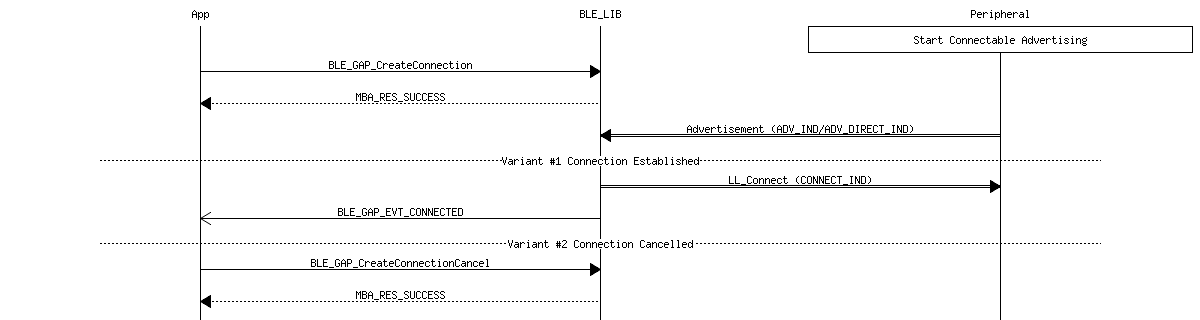 App
BLE_LIB
Peripheral
Start Connectable Advertising
BLE_GAP_CreateConnection
MBA_RES_SUCCESS
Advertisement (ADV_IND/ADV_DIRECT_IND)
Variant #1 Connection Established
LL_Connect (CONNECT_IND)
BLE_GAP_EVT_CONNECTED
Variant #2 Connection Cancelled
BLE_GAP_CreateConnectionCancel
MBA_RES_SUCCESS